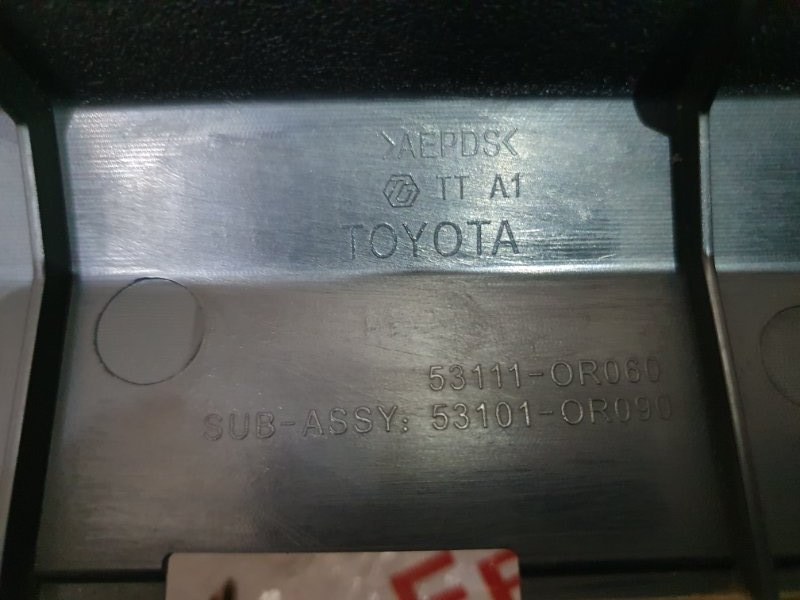 >AEPDS<
TT A1
TOYOTA
53111-0R060
SUB-ASSY: 53101-0R090